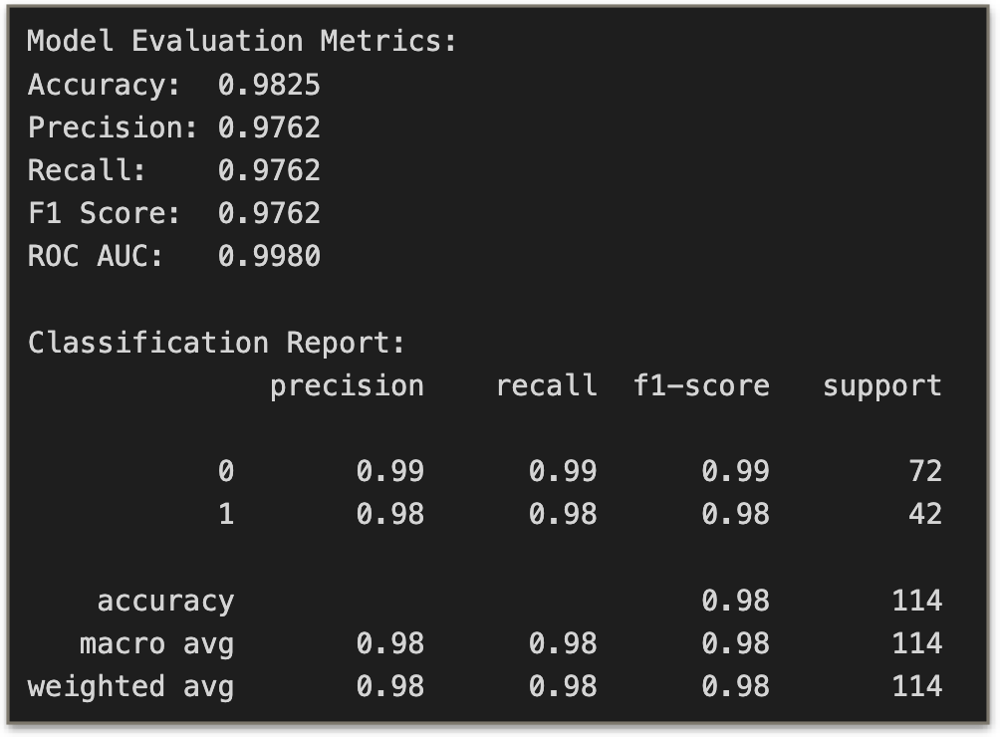 Model Evaluation Metrics:
Accuracy:  0.9825
Precision: 0.9762
Recall:    0.9762
F1 Score:  0.9762
ROC AUC:   0.9980

Classification Report:
              precision    recall  f1-score   support

           0       0.99      0.99      0.99        72
           1       0.98      0.98      0.98        42

    accuracy                           0.98       114
   macro avg       0.98      0.98      0.98       114
weighted avg       0.98      0.98      0.98       114